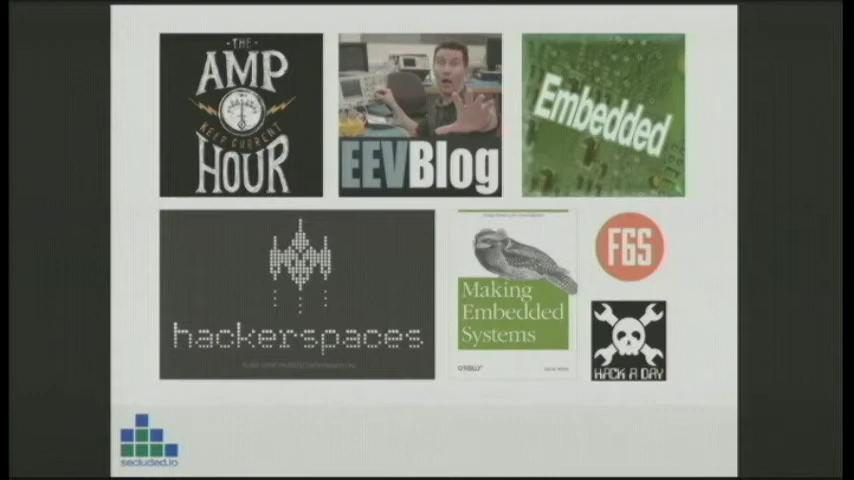 -THE-
AMP
KEEP CURRENT
HOUR
EEVBlog
Embedded
hackerspaces
Making
Embedded
Systems
O'REILLY
FGS
HACK A DAY
secluded.io